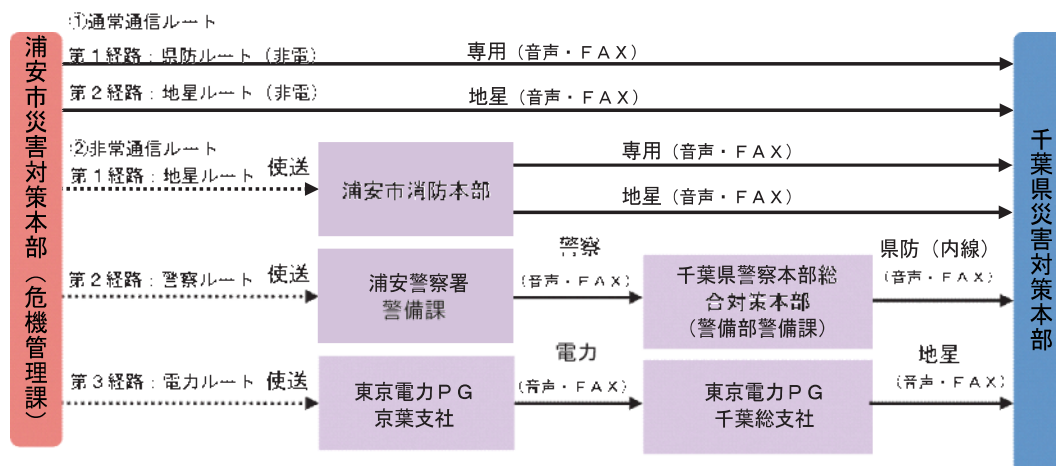 浦安市災害対策本部（危機管理課）
①通常通信ルート
第１経路：県防ルート（非電）
専用（音声・ＦＡＸ）
第２経路：地星ルート（非電）
地星（音声・ＦＡＸ）
②非常通信ルート
第１経路：地星ルート
使送
浦安市消防本部
専用（音声・ＦＡＸ）
地星（音声・ＦＡＸ）
第２経路：警察ルート
使送
浦安警察署
警備課
警察
（音声・ＦＡＸ）
千葉県警察本部総
合対策本部
（警備部警備課）
県防（内線）
（音声・ＦＡＸ）
第３経路：電力ルート
使送
東京電力ＰＧ
京葉支社
電力
（音声・ＦＡＸ）
東京電力ＰＧ
千葉総支社
地星
（音声・ＦＡＸ）
千葉県災害対策本部